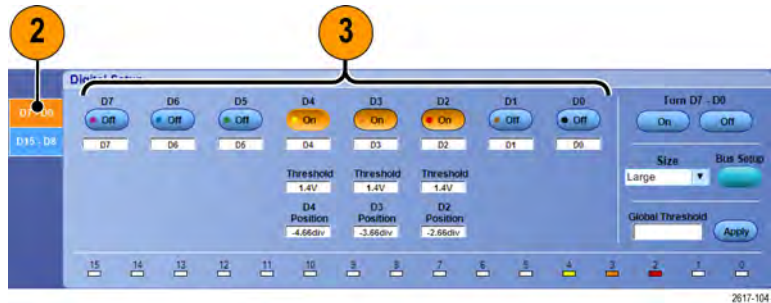 2
3
Digital Setup
D7 - D0
D15 - D8
D7 D6 D5 D4 D3 D2 D1 D0
Off Off Off On On On Off Off
D7 D6 D5 D4 D3 D2 D1 D0
Threshold Threshold Threshold
1.4V 1.4V 1.4V
D4 Position D3 Position D2 Position
-4.66div -3.66div -2.66div
Turn D7 - D0
On Off
Size
Bus Setup
Large
Global Threshold
Apply
15 14 13 12 11 10 9 8 7 6 5 4 3 2 1 0
2617-104